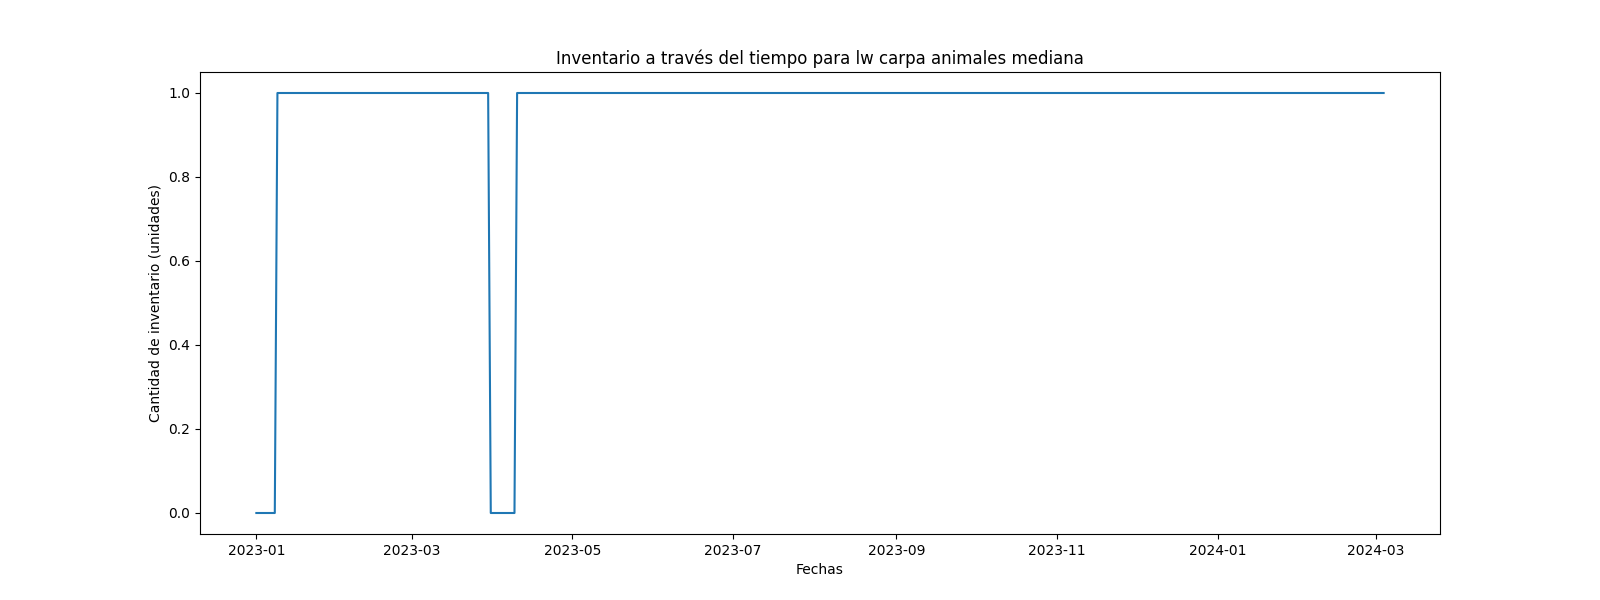 Inventario a través del tiempo para lw carpa animales mediana
1.0
0.8
0.6
0.4
0.2
0.0
Cantidad de inventario (unidades)
2023-01 2023-03 2023-05 2023-07 2023-09 2023-11 2024-01 2024-03
Fechas